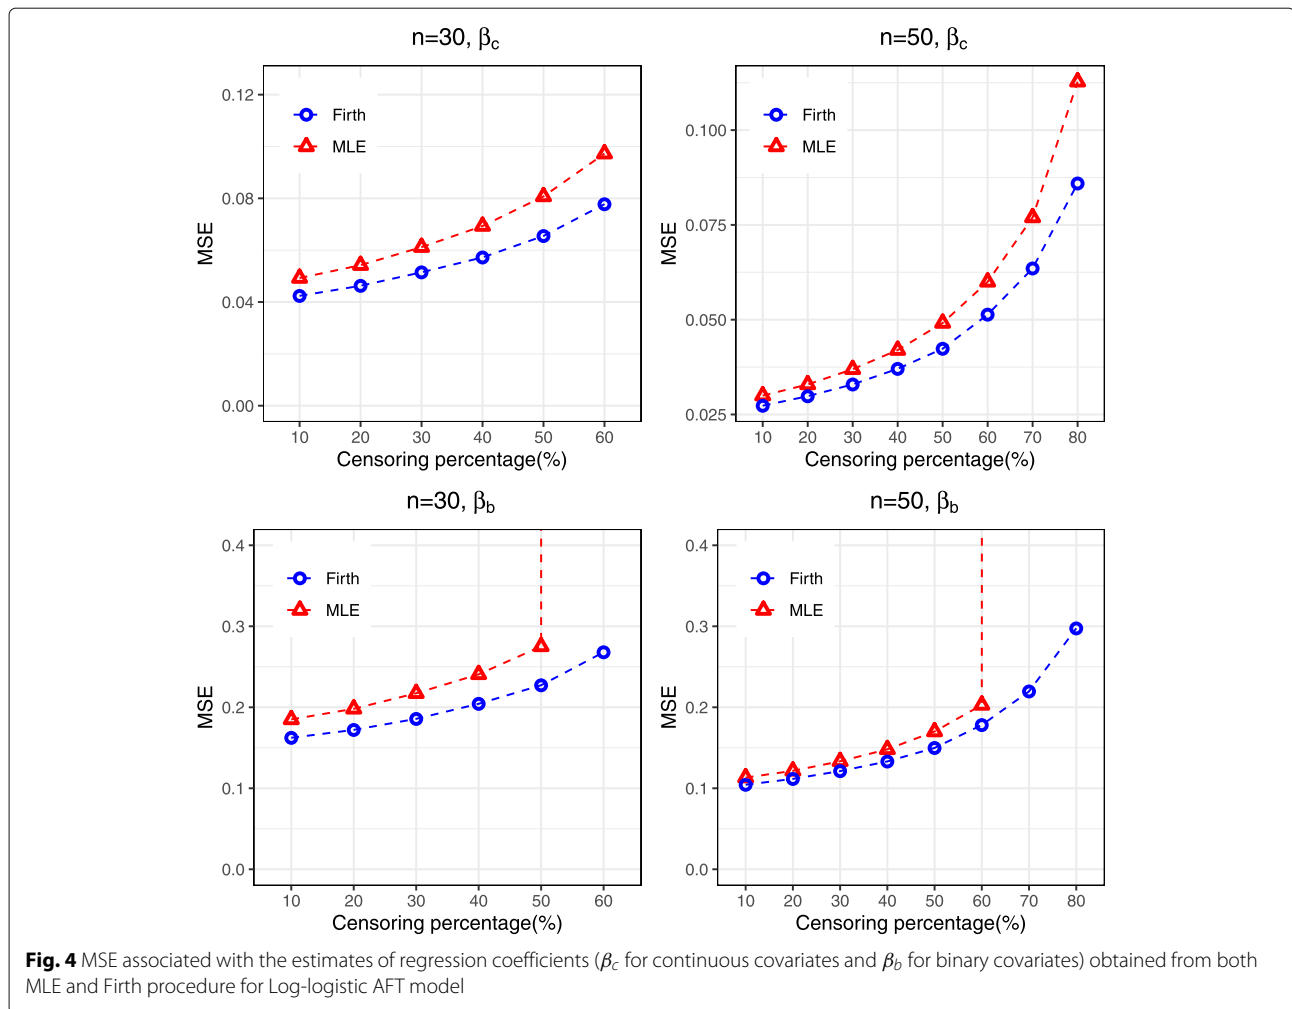 n=30, βc
n=50, βc
0.12
0.08
0.04
0.00
MSE
Firth
MLE
10 20 30 40 50 60
Censoring percentage(%)
0.100
0.075
0.050
0.025
MSE
Firth
MLE
10 20 30 40 50 60 70 80
Censoring percentage(%)
n=30, βb
n=50, βb
0.4
0.3
0.2
0.1
0.0
MSE
Firth
MLE
10 20 30 40 50 60
Censoring percentage(%)
0.4
0.3
0.2
0.1
0.0
MSE
Firth
MLE
10 20 30 40 50 60 70 80
Censoring percentage(%)
Fig. 4 MSE associated with the estimates of regression coefficients (βc for continuous covariates and βb for binary covariates) obtained from both
MLE and Firth procedure for Log-logistic AFT model